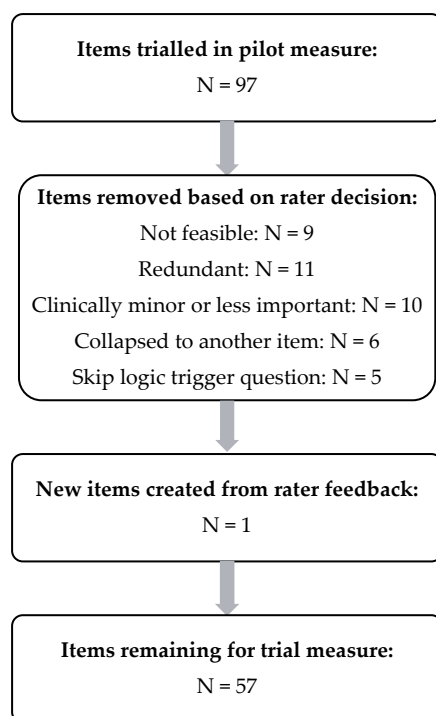 Items trialled in pilot measure:
N = 97
Items removed based on rater decision:
Not feasible: N = 9
Redundant: N = 11
Clinically minor or less important: N = 10
Collapsed to another item: N = 6
Skip logic trigger question: N = 5
New items created from rater feedback:
N = 1
Items remaining for trial measure:
N = 57